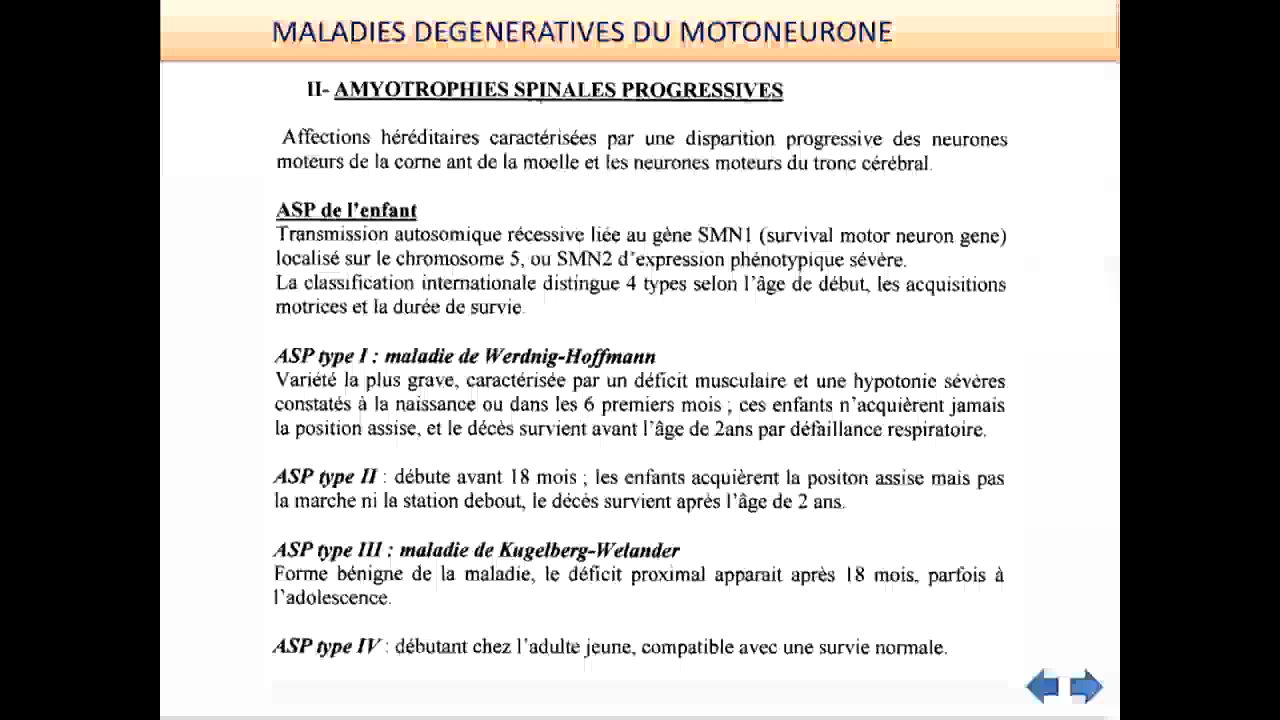 MALADIES DEGENERATIVES DU MOTONEURONE
II- AMYOTROPHIES SPINALES PROGRESSIVES
Affections héréditaires caractérisées par une disparition progressive des neurones
moteurs de la corne ant de la moelle et les neurones moteurs du tronc cérébral.
ASP de l'enfant
Transmission autosomique récessive liée au gène SMN1 (survival motor neuron gene)
localisé sur le chromosome 5, ou SMN2 d'expression phénotypique sévère.
La classification internationale distingue 4 types selon l'âge de début, les acquisitions
motrices et la durée de survie.
ASP type I : maladie de Werdnig-Hoffmann
Variété la plus grave, caractérisée par un déficit musculaire et une hypotonie sévères
constatés à la naissance ou dans les 6 premiers mois ; ces enfants n'acquièrent jamais
la position assise, et le décès survient avant l'âge de 2ans par défaillance respiratoire.
ASP type II : débute avant 18 mois ; les enfants acquièrent la positon assise mais pas
la marche ni la station debout, le décès survient après l'âge de 2 ans.
ASP type III : maladie de Kugelberg-Welander
Forme bénigne de la maladie, le déficit proximal apparait après 18 mois, parfois à
l'adolescence.
ASP type IV : débutant chez l'adulte jeune, compatible avec une survie normale.